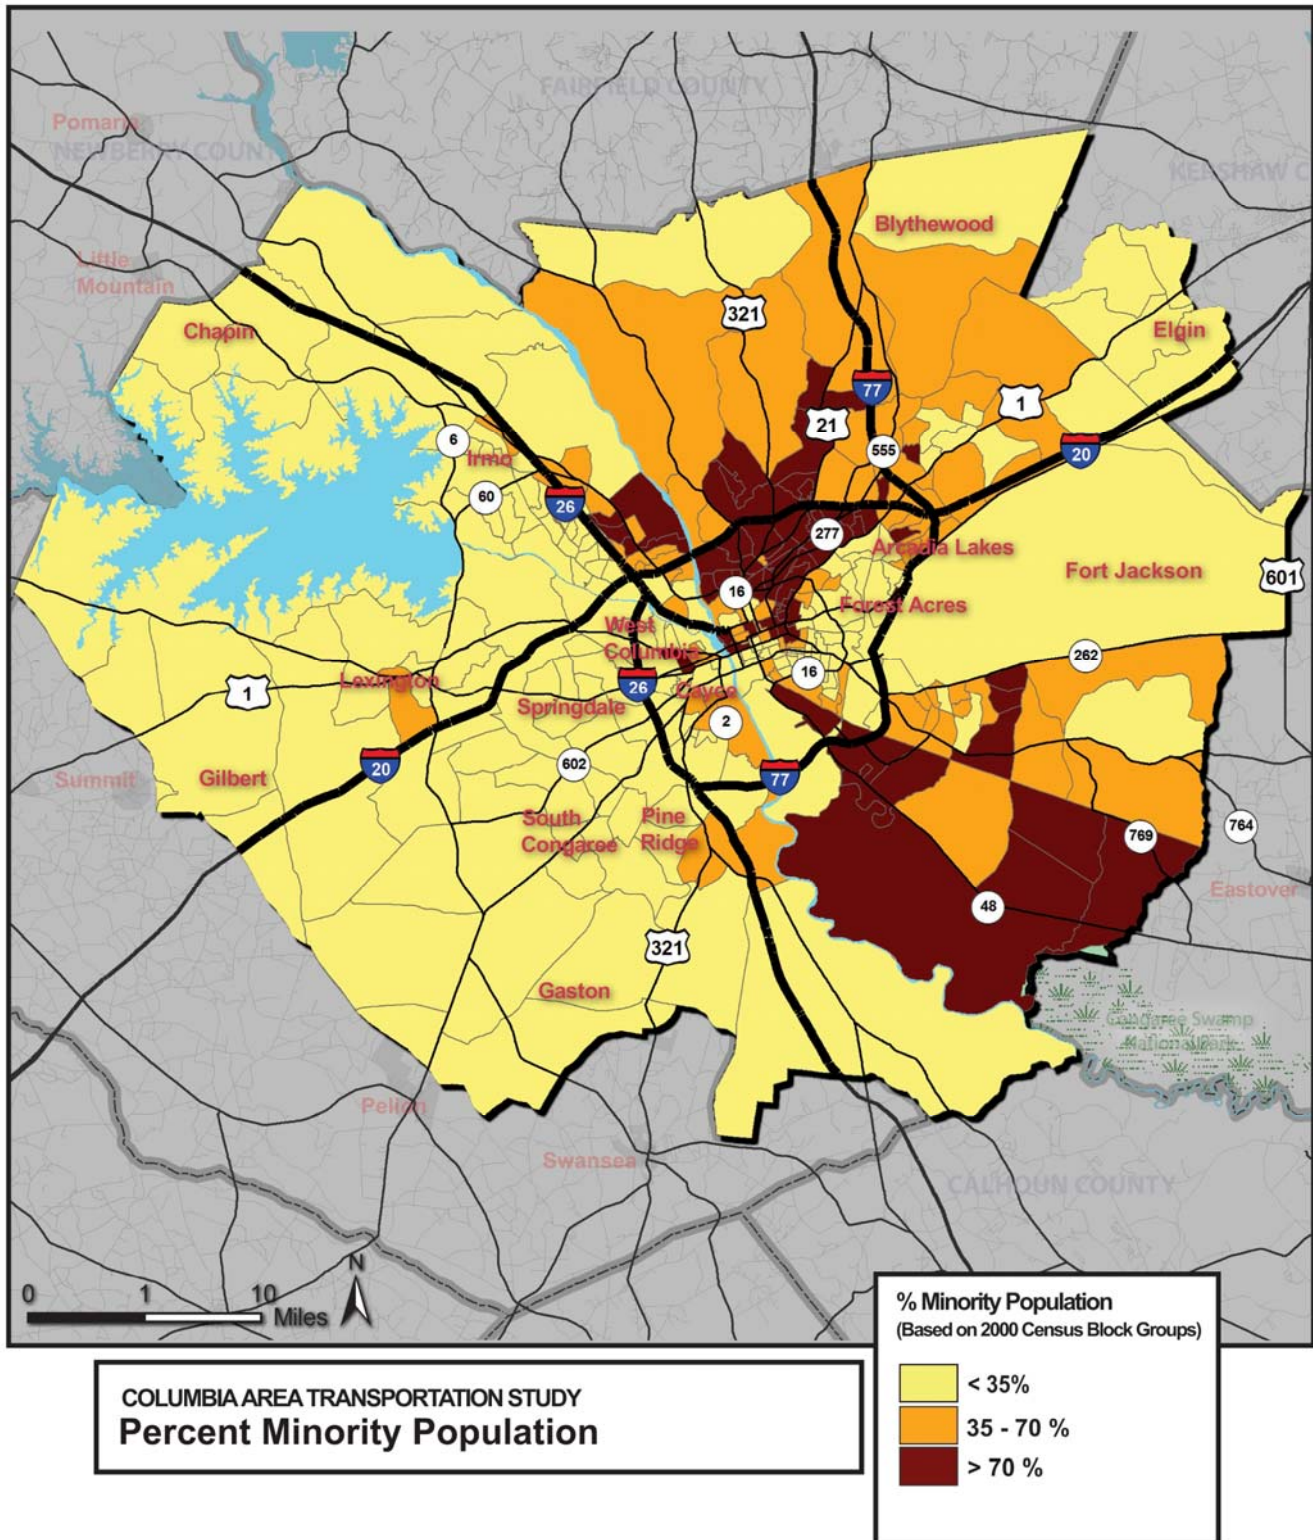 FAIRFIELD COUNTY
Pomaria
NEWBERRY COUNTY
KERSHAW C
Blythewood
Little
Mountain
321
Chapin
Elgin
77
1
21
6
555
20
Irmo
60
26
277
Arcadia Lakes
Fort Jackson
601
16
Forest Acres
West
Columbia
262
Lexington
1
16
26
Cayce
Springdale
2
Summit
Gilbert
20
602
77
South
Congaree
Pine
Ridge
769
764
Eastover
48
321
Gaston
Congaree Swamp
National Park
Pelion
Swansea
CALHOUN COUNTY
N
0 1 10
Miles
% Minority Population
(Based on 2000 Census Block Groups)
< 35%
35 - 70 %
> 70 %
COLUMBIA AREA TRANSPORTATION STUDY
Percent Minority Population